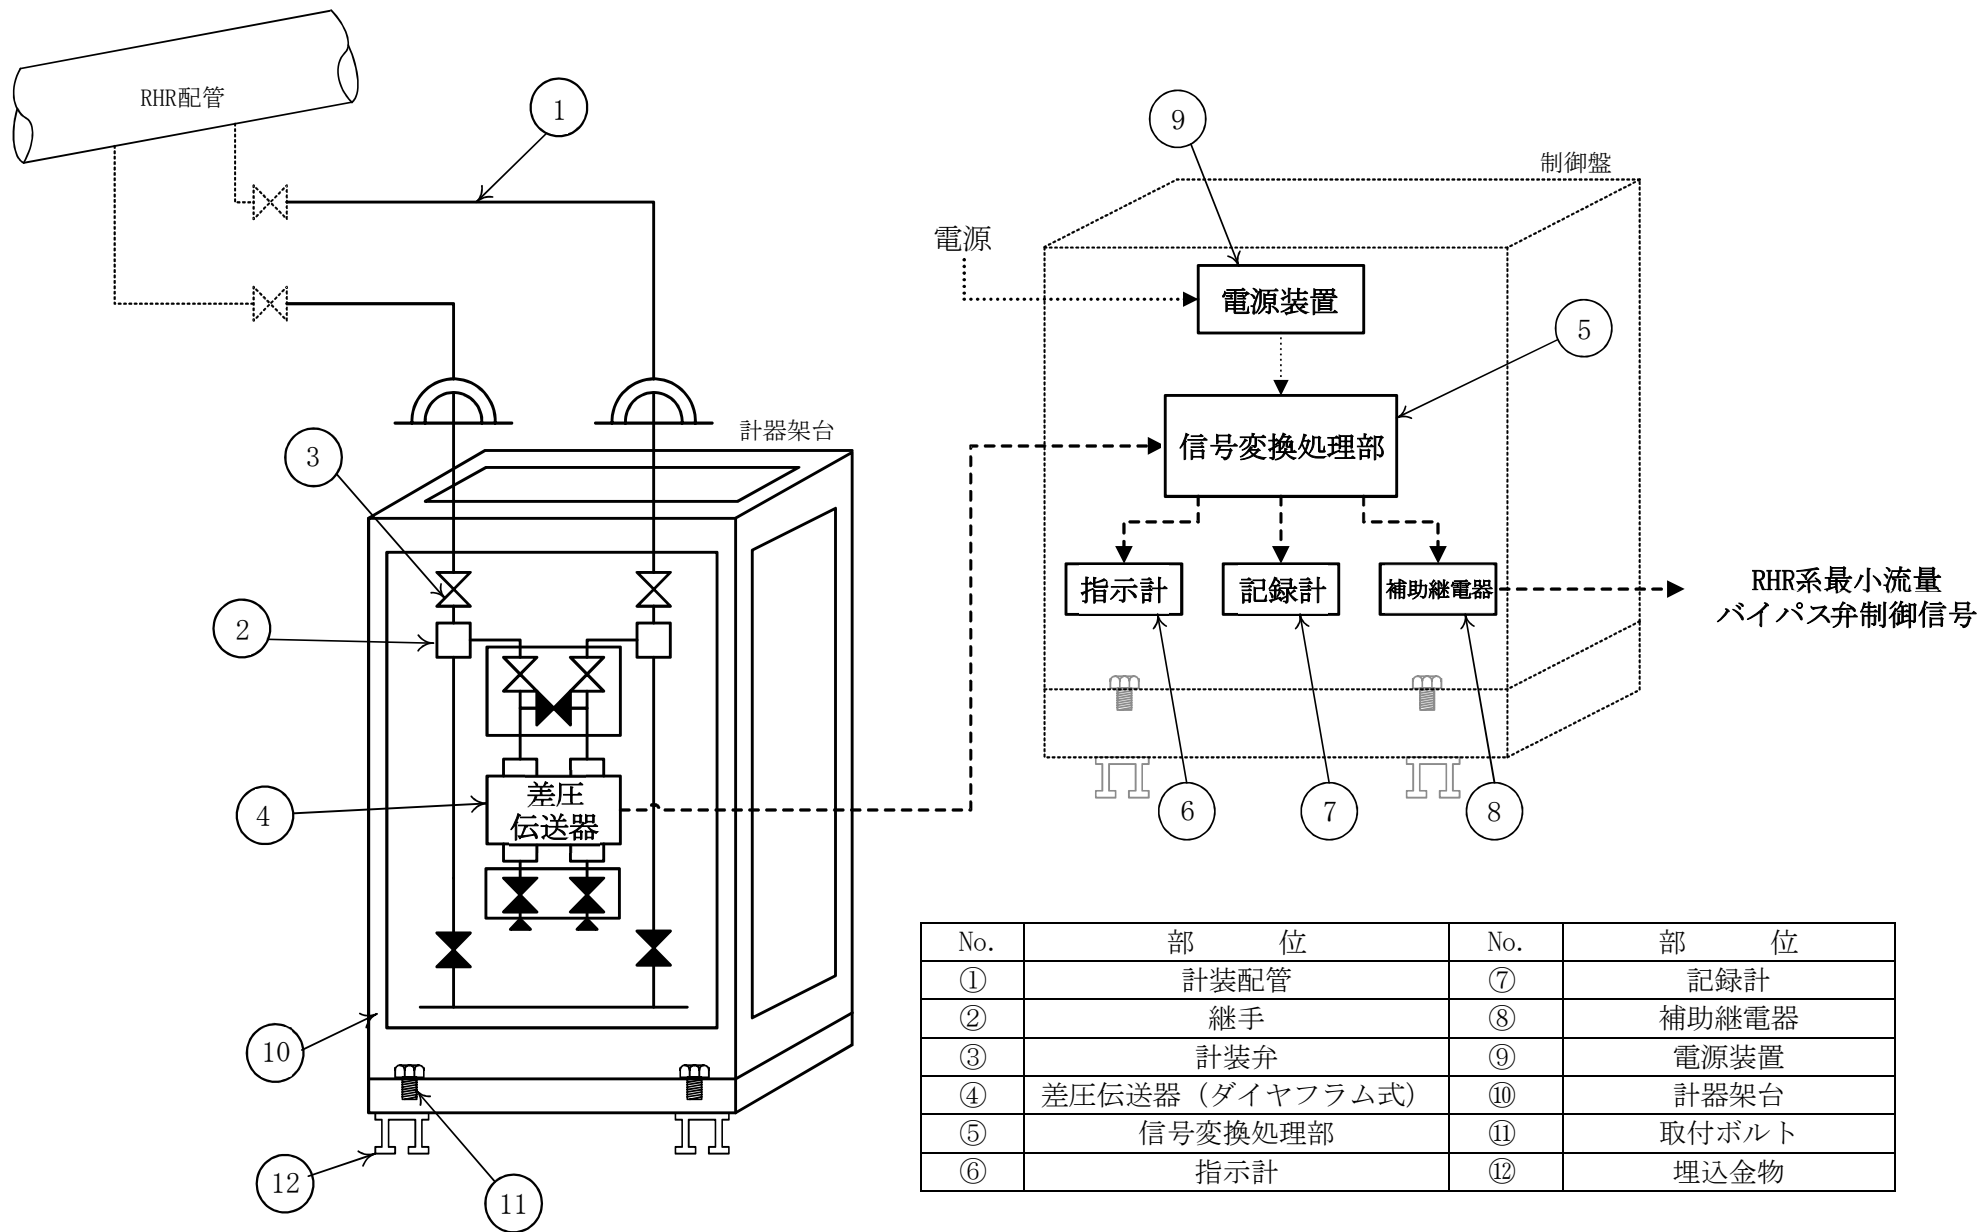 RHR配管
1
9
制御盤
電源
電源装置
5
計器架台
3
信号変換処理部
指示計
記録計
補助継電器
RHR系最小流量
バイパス弁制御信号
2
4
差圧
伝送器
6
7
8
10
12
11
No. 部 位 No. 部 位
① 計装配管 ⑦ 記録計
② 継手 ⑧ 補助継電器
③ 計装弁 ⑨ 電源装置
④ 差圧伝送器（ダイヤフラム式） ⑩ 計器架台
⑤ 信号変換処理部 ⑪ 取付ボルト
⑥ 指示計 ⑫ 埋込金物